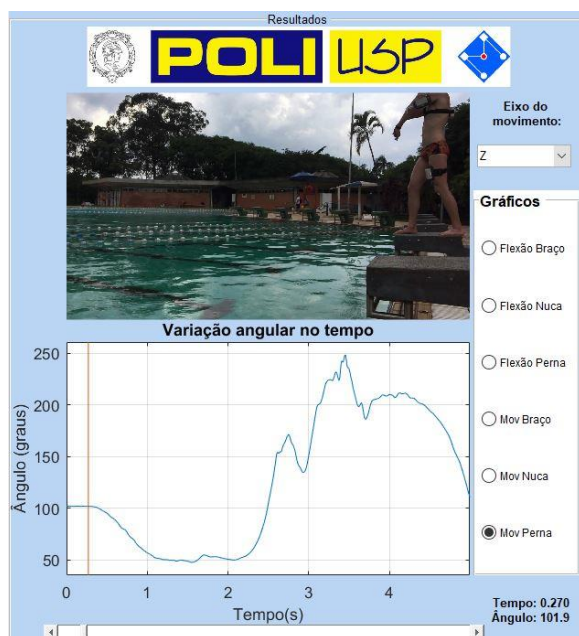 Resultados
POLI USP
Eixo do
movimento:
Z
Gráficos
Flexão Braço
Flexão Nuca
Flexão Perna
Mov Braço
Mov Nuca
Mov Perna
Variação angular no tempo
Ângulo (graus)
250
200
150
100
50
0 1 2 3 4
Tempo(s)
Tempo: 0.270
Ângulo: 101.9